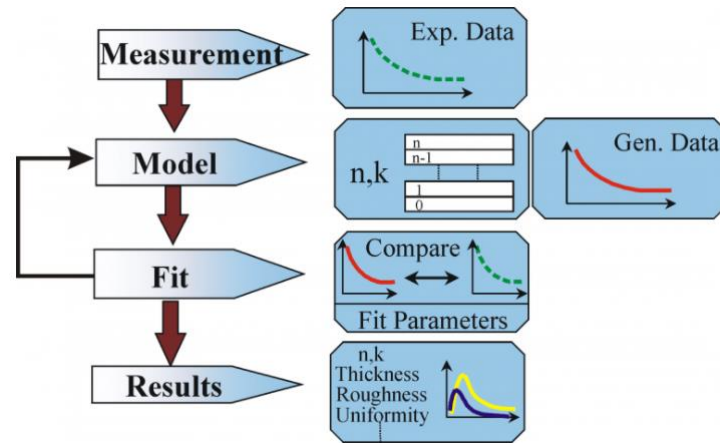 Measurement
Exp. Data
Model
n,k
n
n-1
1
0
Gen. Data
Fit
Compare
Fit Parameters
Results
n,k
Thickness
Roughness
Uniformity